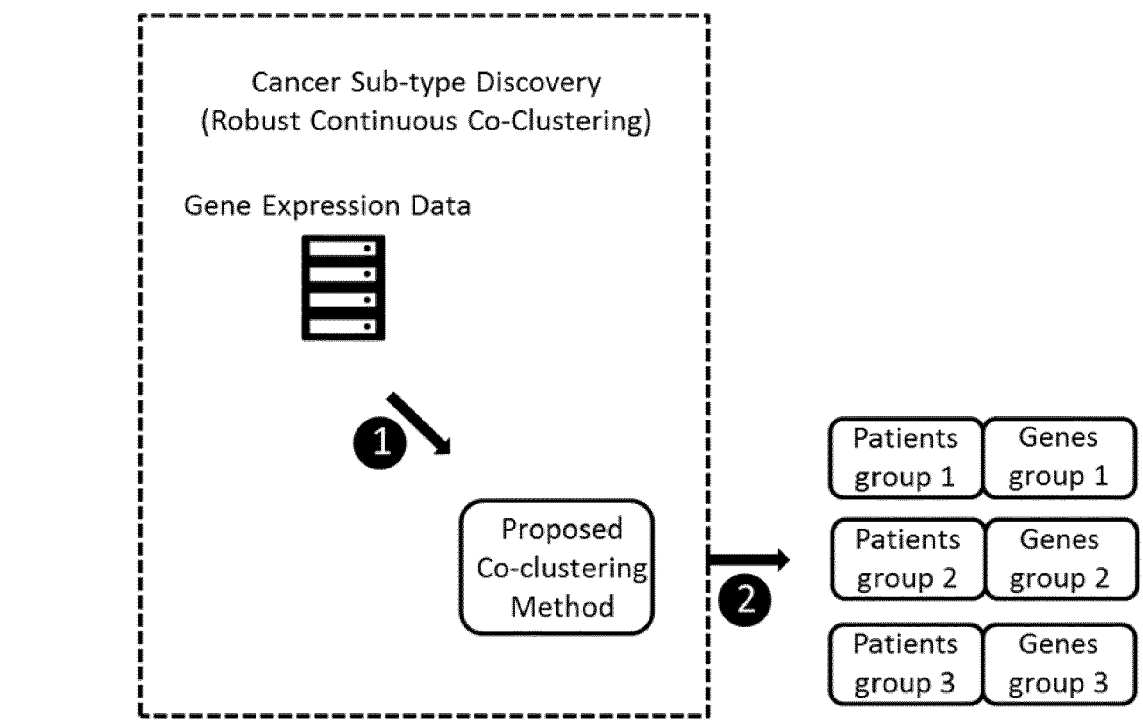 Cancer Sub-type Discovery
(Robust Continuous Co-Clustering)
Gene Expression Data
1
Proposed
Co-clustering
Method
2
Patients
group 1
Genes
group 1
Patients
group 2
Genes
group 2
Patients
group 3
Genes
group 3